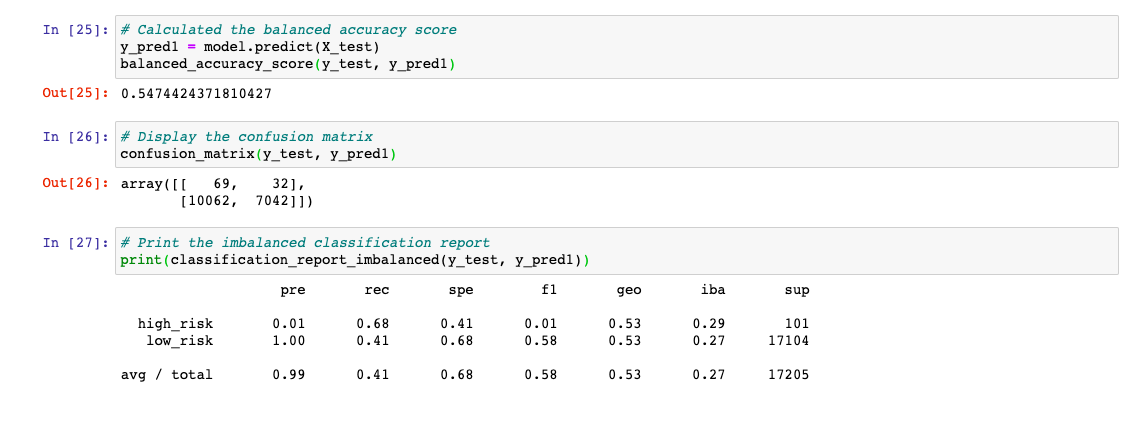 In [25]: # Calculated the balanced accuracy score
y_pred1 = model.predict(X_test)
balanced_accuracy_score(y_test, y_pred1)
Out[25]: 0.5474424371810427
In [26]: # Display the confusion matrix
confusion_matrix(y_test, y_pred1)
Out[26]: array([[   69,    32],
       [10062,  7042]])
In [27]: # Print the imbalanced classification report
print(classification_report_imbalanced(y_test, y_pred1))
pre rec spe f1 geo iba sup
high_risk 0.01 0.68 0.41 0.01 0.53 0.29 101
low_risk 1.00 0.41 0.68 0.58 0.53 0.27 17104
avg / total 0.99 0.41 0.68 0.58 0.53 0.27 17205